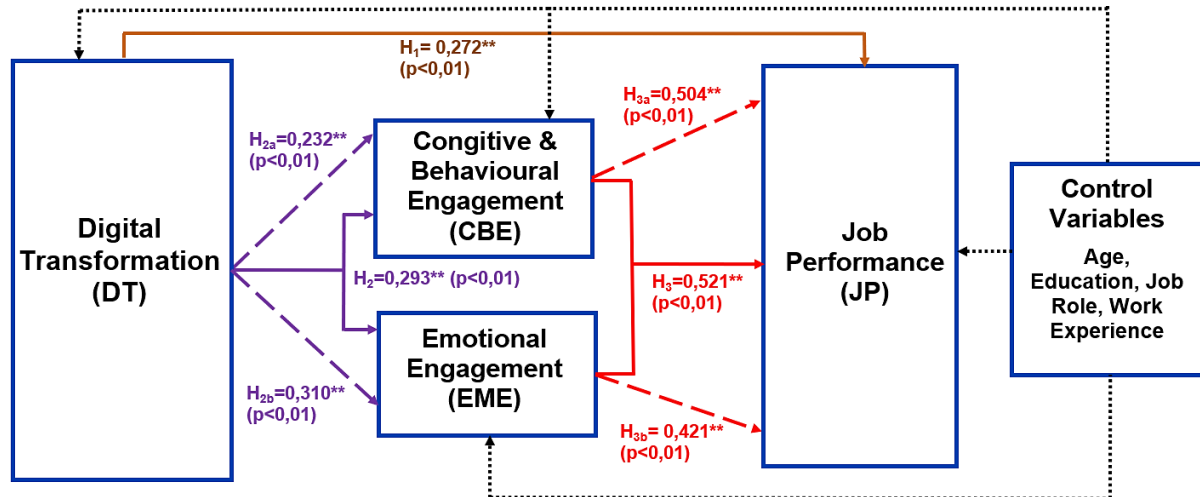 H₁= 0,272**
(p<0,01)
Digital
Transformation
(DT)
H₂ₐ=0,232**
(p<0,01)
H₂=0,293** (p<0,01)
H₂b=0,310**
(p<0,01)
Congitive &
Behavioural
Engagement
(CBE)
Emotional
Engagement
(EME)
H₃ₐ=0,504**
(p<0,01)
H₃=0,521**
(p<0,01)
H₃b= 0,421**
(p<0,01)
Job
Performance
(JP)
Control
Variables
Age,
Education, Job
Role, Work
Experience